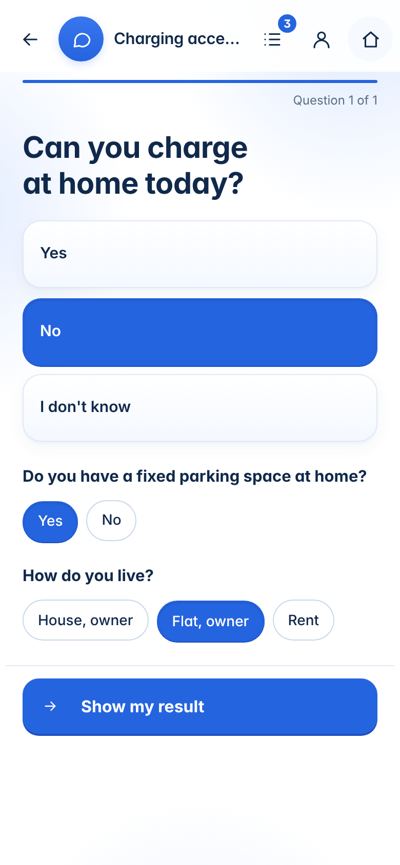 Charging acce...
3
Question 1 of 1
Can you charge
at home today?
Yes
No
I don't know
Do you have a fixed parking space at home?
Yes
No
How do you live?
House, owner
Flat, owner
Rent
Show my result